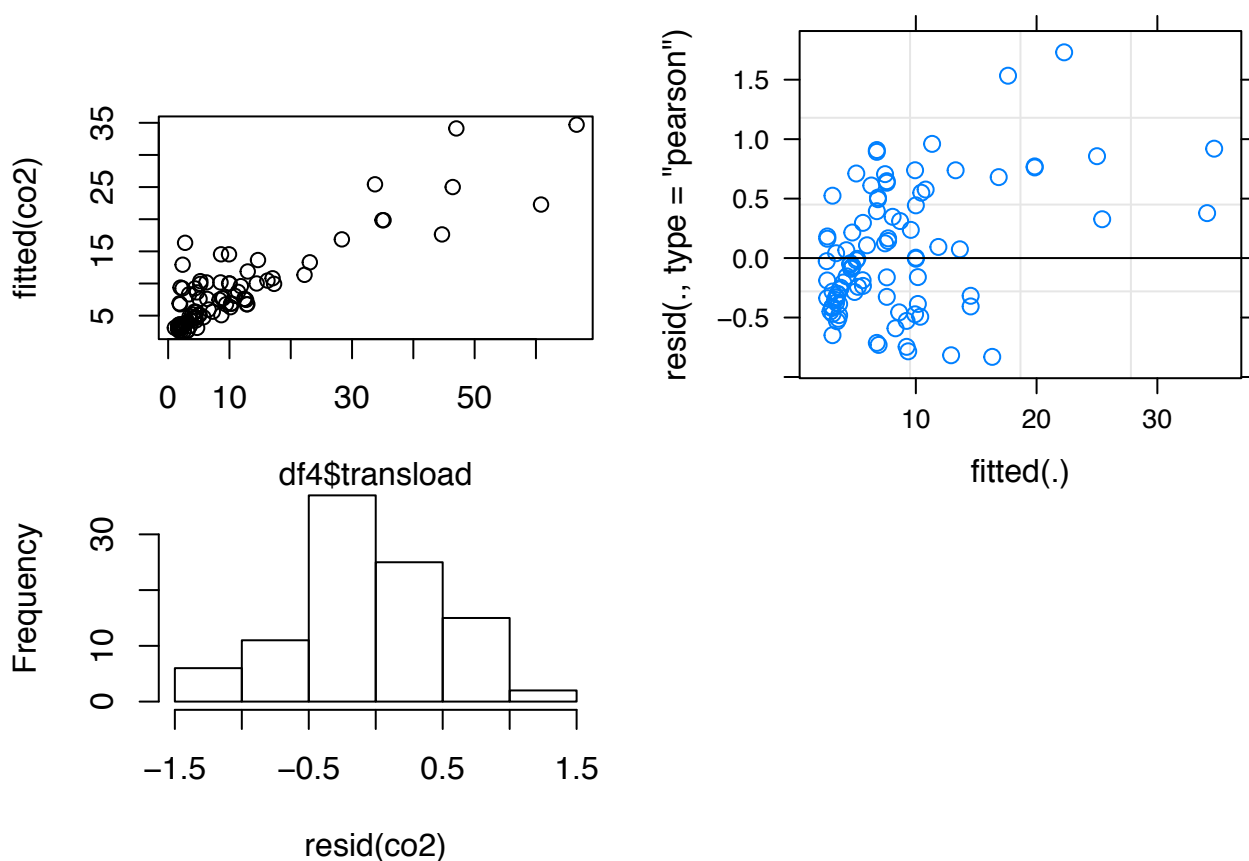 fitted(co2)
35
25
15
5
0 10 30 50
df4$transload
resid(., type = "pearson")
1.5
1.0
0.5
0.0
−0.5
10 20 30
fitted(.)
Frequency
30
10
0
−1.5 −0.5 0.5 1.5
resid(co2)